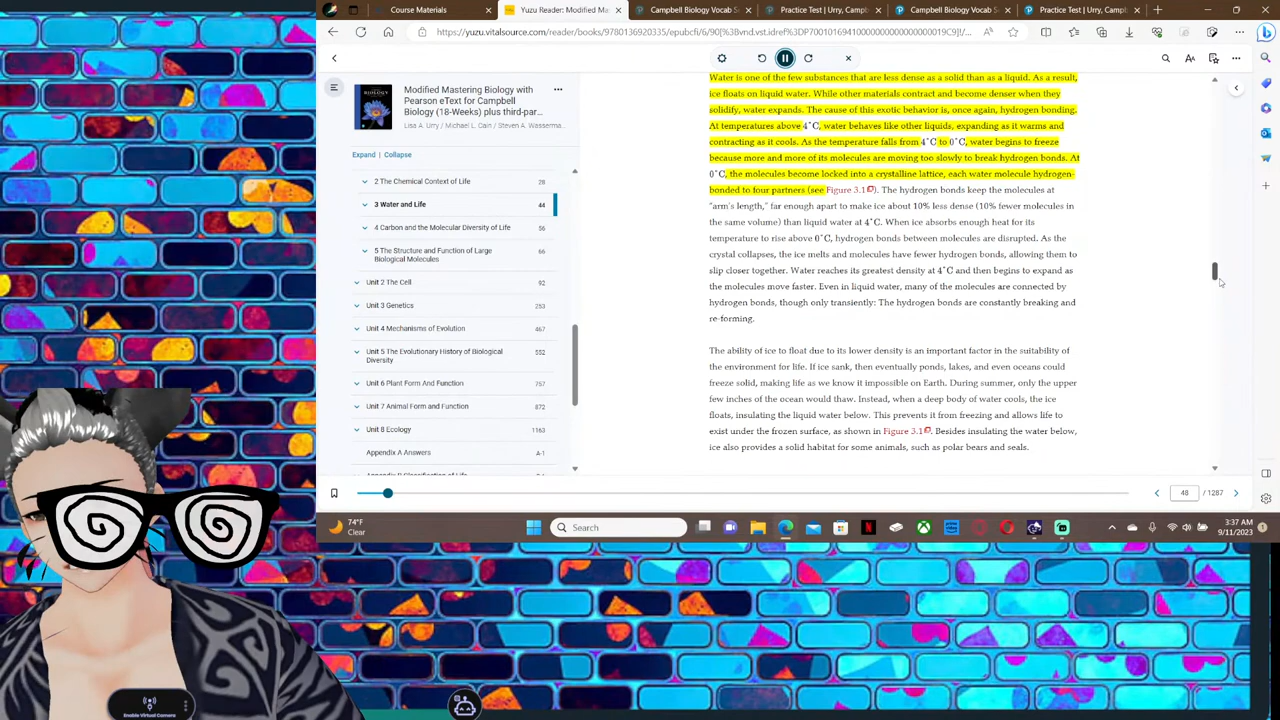 Course Materials
Yuzu Reader: Modified Ma
Campbell Biology Vocab S
Practice Test | Urry, Campb
Campbell Biology Vocab S
Practice Test | Urry, Campb
https://yuzu.vitalsource.com/reader/books/9780136920335/epubcfi/6/90[%3Bvnd.vst.idref%3DP7001016941000000000000000019C9]!/...
Modified Mastering Biology with
Pearson eText for Campbell
Biology (18-Weeks) plus third-par...
Lisa A. Urry / Michael L. Cain / Steven A. Wasserma...
Expand | Collapse
2 The Chemical Context of Life 28
3 Water and Life 44
4 Carbon and the Molecular Diversity of Life 56
5 The Structure and Function of Large
Biological Molecules 66
Unit 2 The Cell 92
Unit 3 Genetics 253
Unit 4 Mechanisms of Evolution 467
Unit 5 The Evolutionary History of Biological
Diversity 552
Unit 6 Plant Form And Function 757
Unit 7 Animal Form and Function 872
Unit 8 Ecology 1163
Appendix A Answers A-1
Water is one of the few substances that are less dense as a solid than as a liquid. As a result,
ice floats on liquid water. While other materials contract and become denser when they
solidify, water expands. The cause of this exotic behavior is, once again, hydrogen bonding.
At temperatures above 4˚C, water behaves like other liquids, expanding as it warms and
contracting as it cools. As the temperature falls from 4˚C to 0˚C, water begins to freeze
because more and more of its molecules are moving too slowly to break hydrogen bonds. At
0˚C, the molecules become locked into a crystalline lattice, each water molecule hydrogen-
bonded to four partners (see Figure 3.1). The hydrogen bonds keep the molecules at
“arm’s length,” far enough apart to make ice about 10% less dense (10% fewer molecules in
the same volume) than liquid water at 4˚C. When ice absorbs enough heat for its
temperature to rise above 0˚C, hydrogen bonds between molecules are disrupted. As the
crystal collapses, the ice melts and molecules have fewer hydrogen bonds, allowing them to
slip closer together. Water reaches its greatest density at 4˚C and then begins to expand as
the molecules move faster. Even in liquid water, many of the molecules are connected by
hydrogen bonds, though only transiently: The hydrogen bonds are constantly breaking and
re-forming.
The ability of ice to float due to its lower density is an important factor in the suitability of
the environment for life. If ice sank, then eventually ponds, lakes, and even oceans could
freeze solid, making life as we know it impossible on Earth. During summer, only the upper
few inches of the ocean would thaw. Instead, when a deep body of water cools, the ice
floats, insulating the liquid water below. This prevents it from freezing and allows life to
exist under the frozen surface, as shown in Figure 3.1. Besides insulating the water below,
ice also provides a solid habitat for some animals, such as polar bears and seals.
48 / 1287
74°F
Clear
Search
3:37 AM
9/11/2023
Enable Virtual Camera